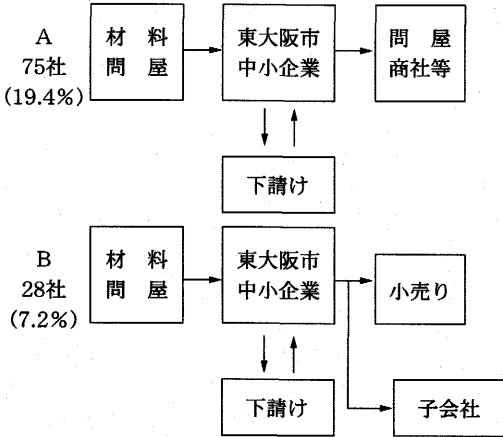 A
75社
(19.4%)
材 料
問 屋
東大阪市
中小企業
問 屋
商社等
下請け
B
28社
(7.2%)
材 料
問 屋
東大阪市
中小企業
小売り
下請け
子会社